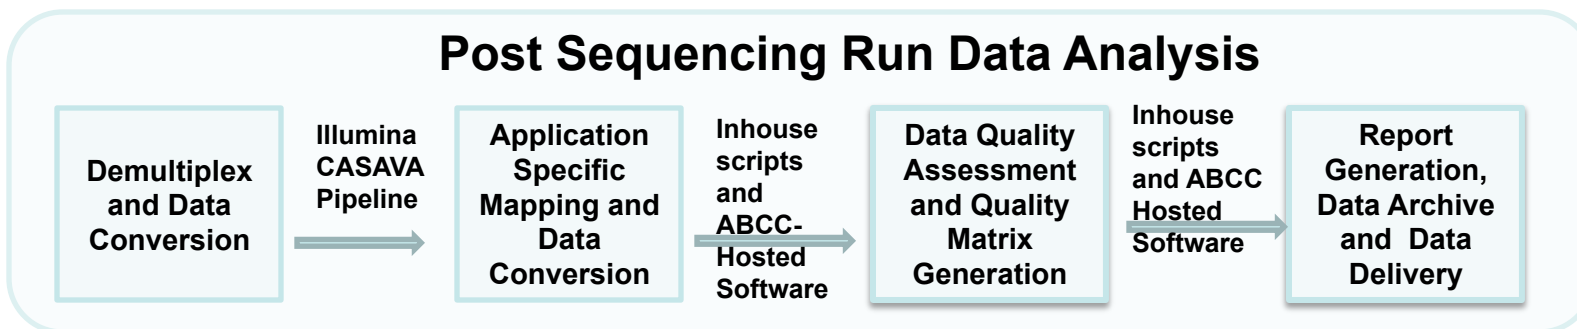 Post Sequencing Run Data Analysis
Demultiplex
and Data
Conversion
Illumina
CASAVA
Pipeline
Application
Specific
Mapping and
Data
Conversion
Inhouse
scripts
and
ABCC-
Hosted
Software
Data Quality
Assessment
and Quality
Matrix
Generation
Inhouse
scripts
and ABCC
Hosted
Software
Report
Generation,
Data Archive
and Data
Delivery